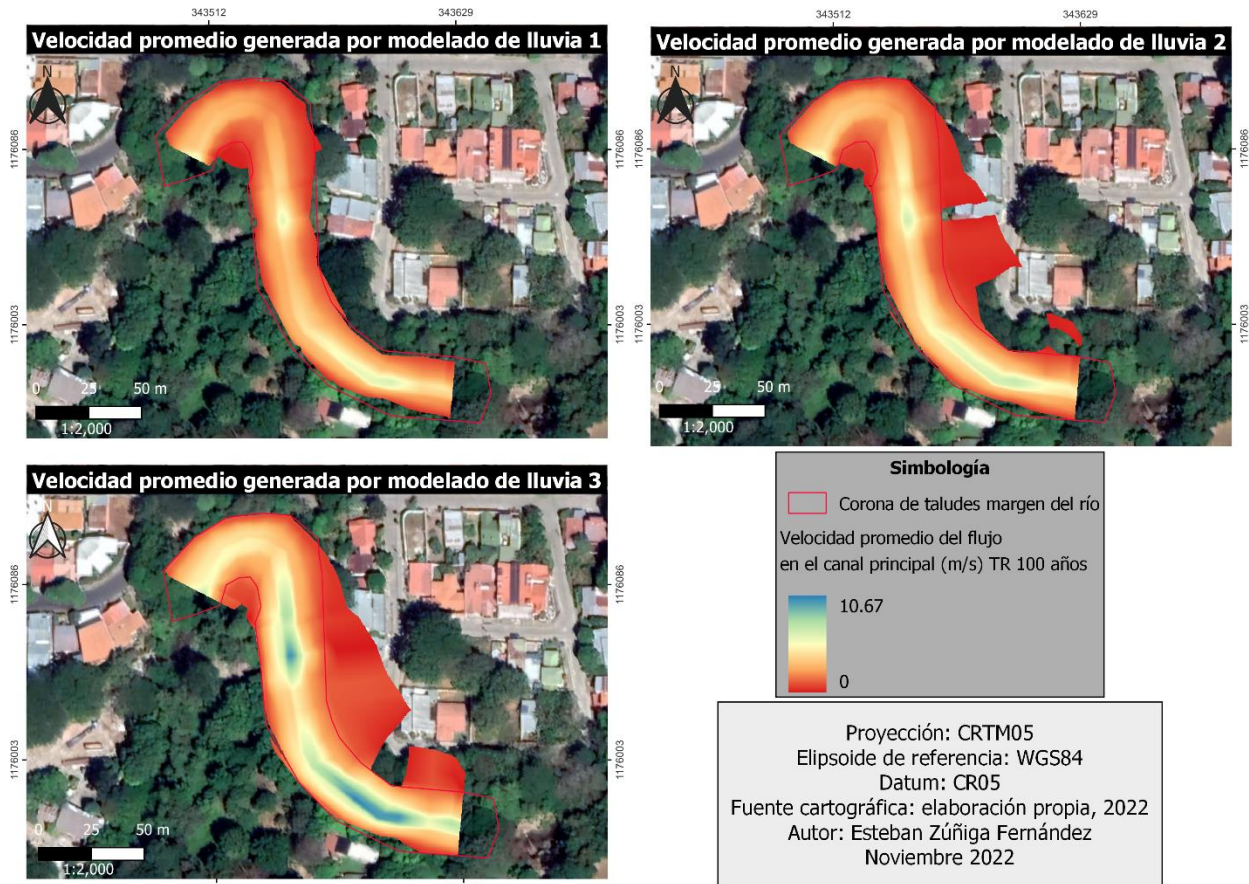 343512
343629
343512
343629
Velocidad promedio generada por modelado de lluvia 1
Velocidad promedio generada por modelado de lluvia 2
N
N
1176086
1176086
1176086
1176003
1176003
1176003
0 25 50 m
1:2,000
0 25 50 m
1:2,000
Velocidad promedio generada por modelado de lluvia 3
N
1176086
1176086
1176003
1176003
0 25 50 m
1:2,000
Simbología
Corona de taludes margen del río
Velocidad promedio del flujo
en el canal principal (m/s) TR 100 años
10.67
0
Proyección: CRTM05
Elipsoide de referencia: WGS84
Datum: CR05
Fuente cartográfica: elaboración propia, 2022
Autor: Esteban Zúñiga Fernández
Noviembre 2022